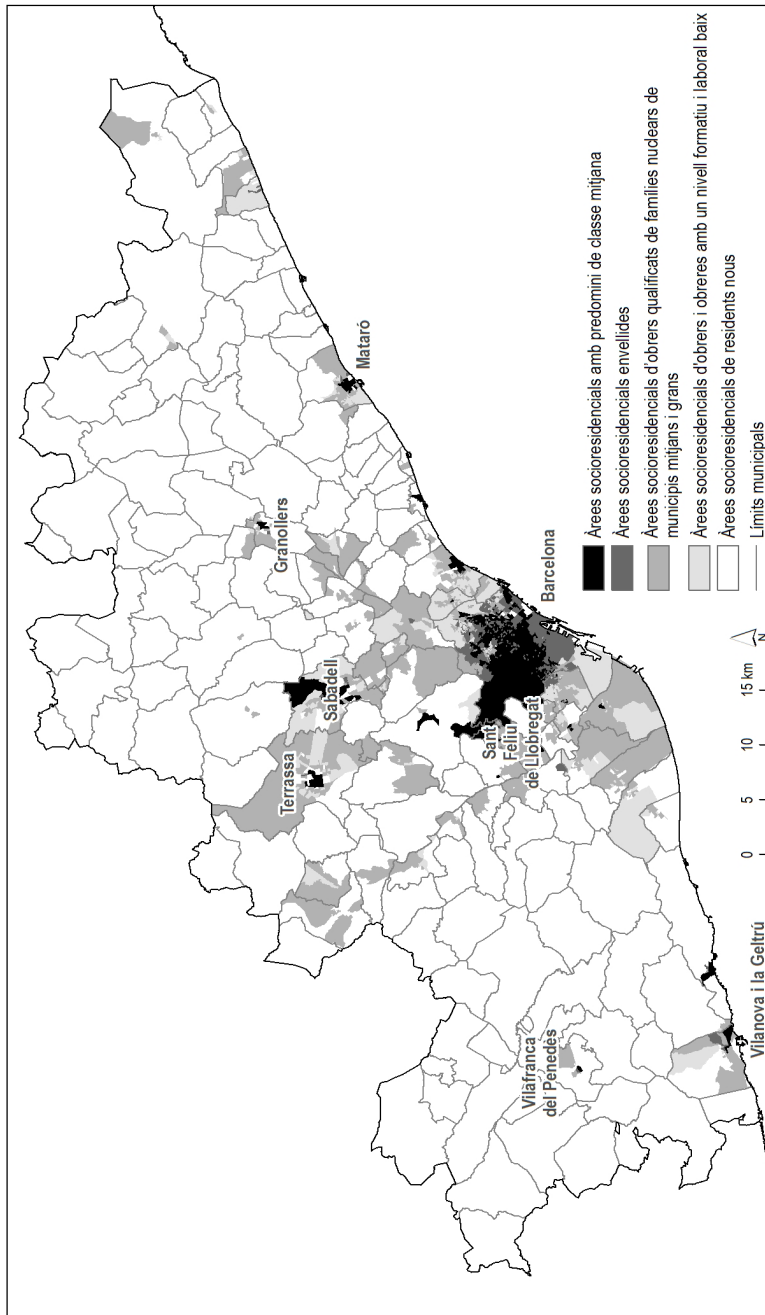 Mataró
Granollers
Sabadell
Terrassa
Barcelona
Sant
Feliu
de Llobregat
Vilafranca
del Penedès
Vilanova i la Geltrú
0 5 10 15 km
N
Àrees socioresidencials amb predomini de classe mitjana
Àrees socioresidencials envellides
Àrees socioresidencials d'obrers qualificats de famílies nuclears de
municipis mitjans i grans
Àrees socioresidencials d'obrers i obreres amb un nivell formatiu i laboral baix
Àrees socioresidencials de residents nous
Límits municipals